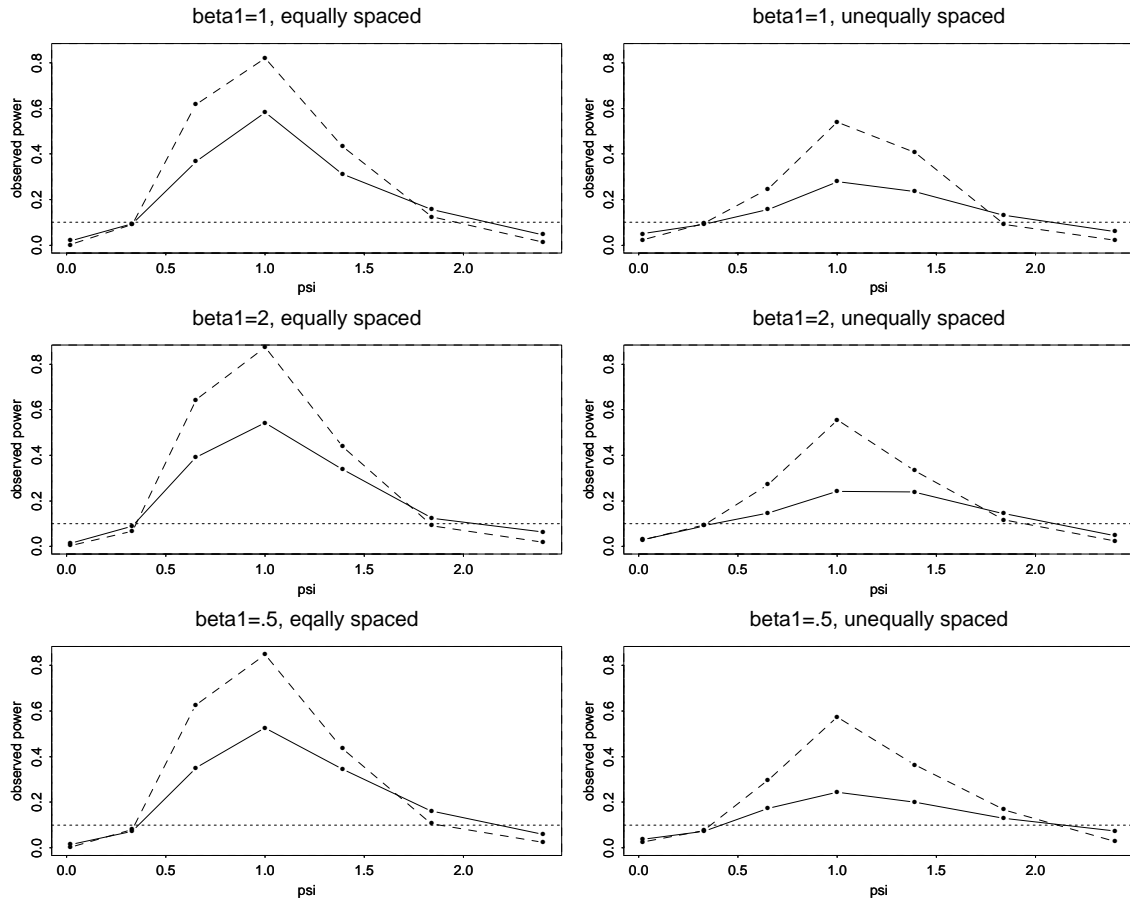 beta1=1, equally spaced
observed power
0.0 0.2 0.4 0.6 0.8
0.0 0.5 1.0 1.5 2.0
psi
beta1=1, unequally spaced
observed power
0.0 0.2 0.4 0.6 0.8
0.0 0.5 1.0 1.5 2.0
psi
beta1=2, equally spaced
observed power
0.0 0.2 0.4 0.6 0.8
0.0 0.5 1.0 1.5 2.0
psi
beta1=2, unequally spaced
observed power
0.0 0.2 0.4 0.6 0.8
0.0 0.5 1.0 1.5 2.0
psi
beta1=.5, eqally spaced
observed power
0.0 0.2 0.4 0.6 0.8
0.0 0.5 1.0 1.5 2.0
psi
beta1=.5, unequally spaced
observed power
0.0 0.2 0.4 0.6 0.8
0.0 0.5 1.0 1.5 2.0
psi